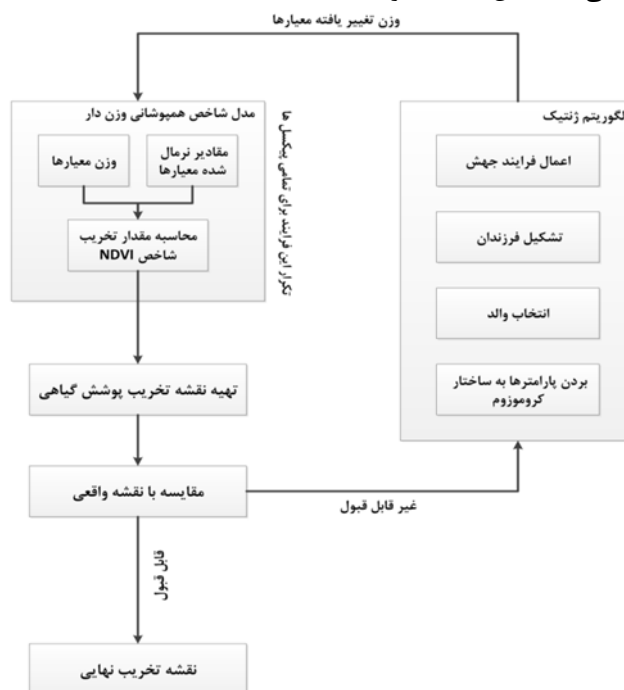 وزن تغییر یافته معیارها
مدل شاخص همپوشانی وزن دار
وزن معیارها
مقادیر نرمال
شده معیارها
محاسبه مقدار تخریب
شاخص NDVI
تکرار این فرایند برای تمامی پیکسل ها
لگوریتم ژنتیک
اعمال فرایند جهش
تشکیل فرزندان
انتخاب والد
بردن پارامترها به ساختار
کروموزوم
تهیه نقشه تخریب پوشش گیاهی
مقایسه با نقشه واقعی
غیر قابل قبول
قابل قبول
نقشه تخریب نهایی